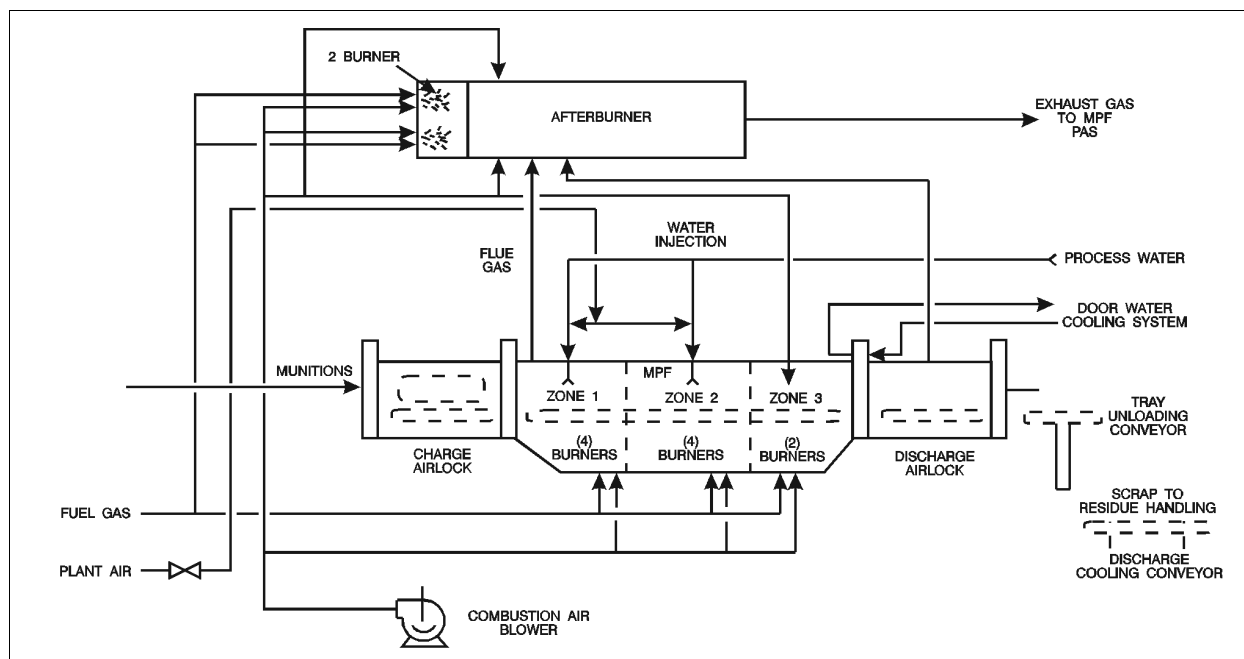 2 BURNER
AFTERBURNER
EXHAUST GAS
TO MPF
PAS
WATER
INJECTION
FLUE
GAS
PROCESS WATER
DOOR WATER
COOLING SYSTEM
MUNITIONS
MPF
ZONE 1
ZONE 2
ZONE 3
TRAY
UNLOADING
CONVEYOR
(4)
BURNERS
(4)
BURNERS
(2)
BURNERS
CHARGE
AIRLOCK
DISCHARGE
AIRLOCK
SCRAP TO
RESIDUE HANDLING
FUEL GAS
DISCHARGE
COOLING CONVEYOR
PLANT AIR
COMBUSTION AIR
BLOWER